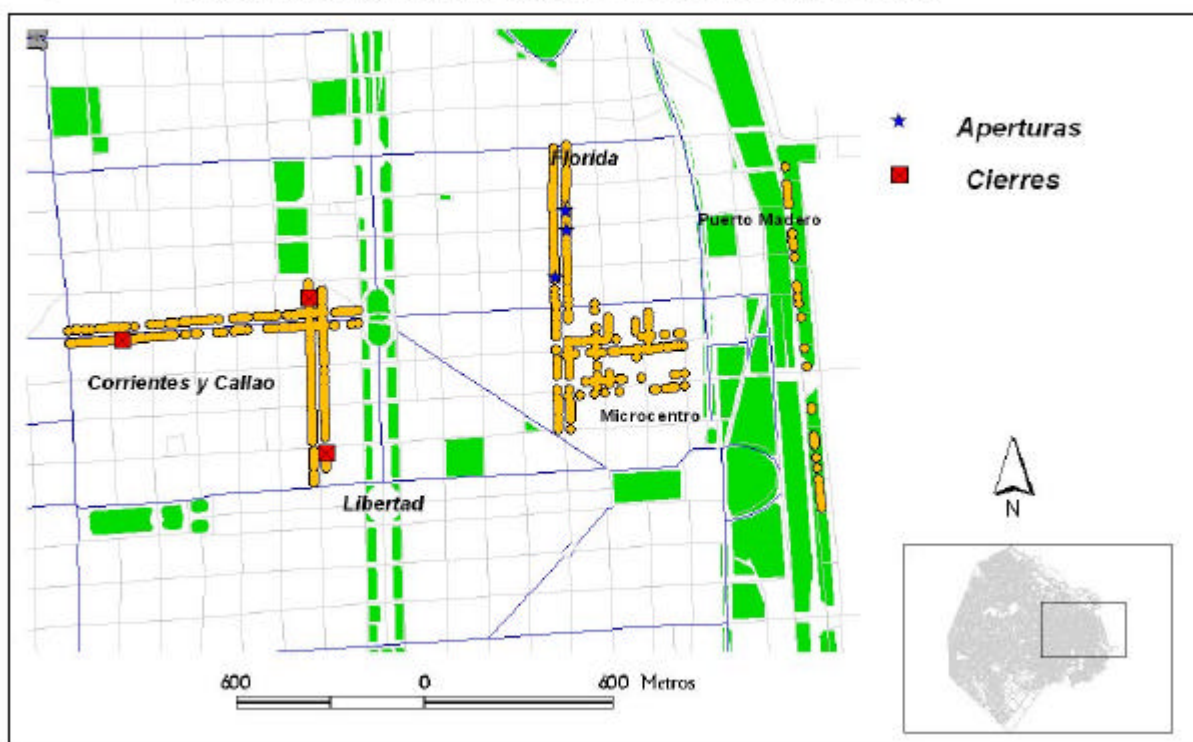 Aperturas
Cierres
Florida
Puerto Madero
Corrientes y Callao
Microcentro
Libertad
N
600 0 600 Metros